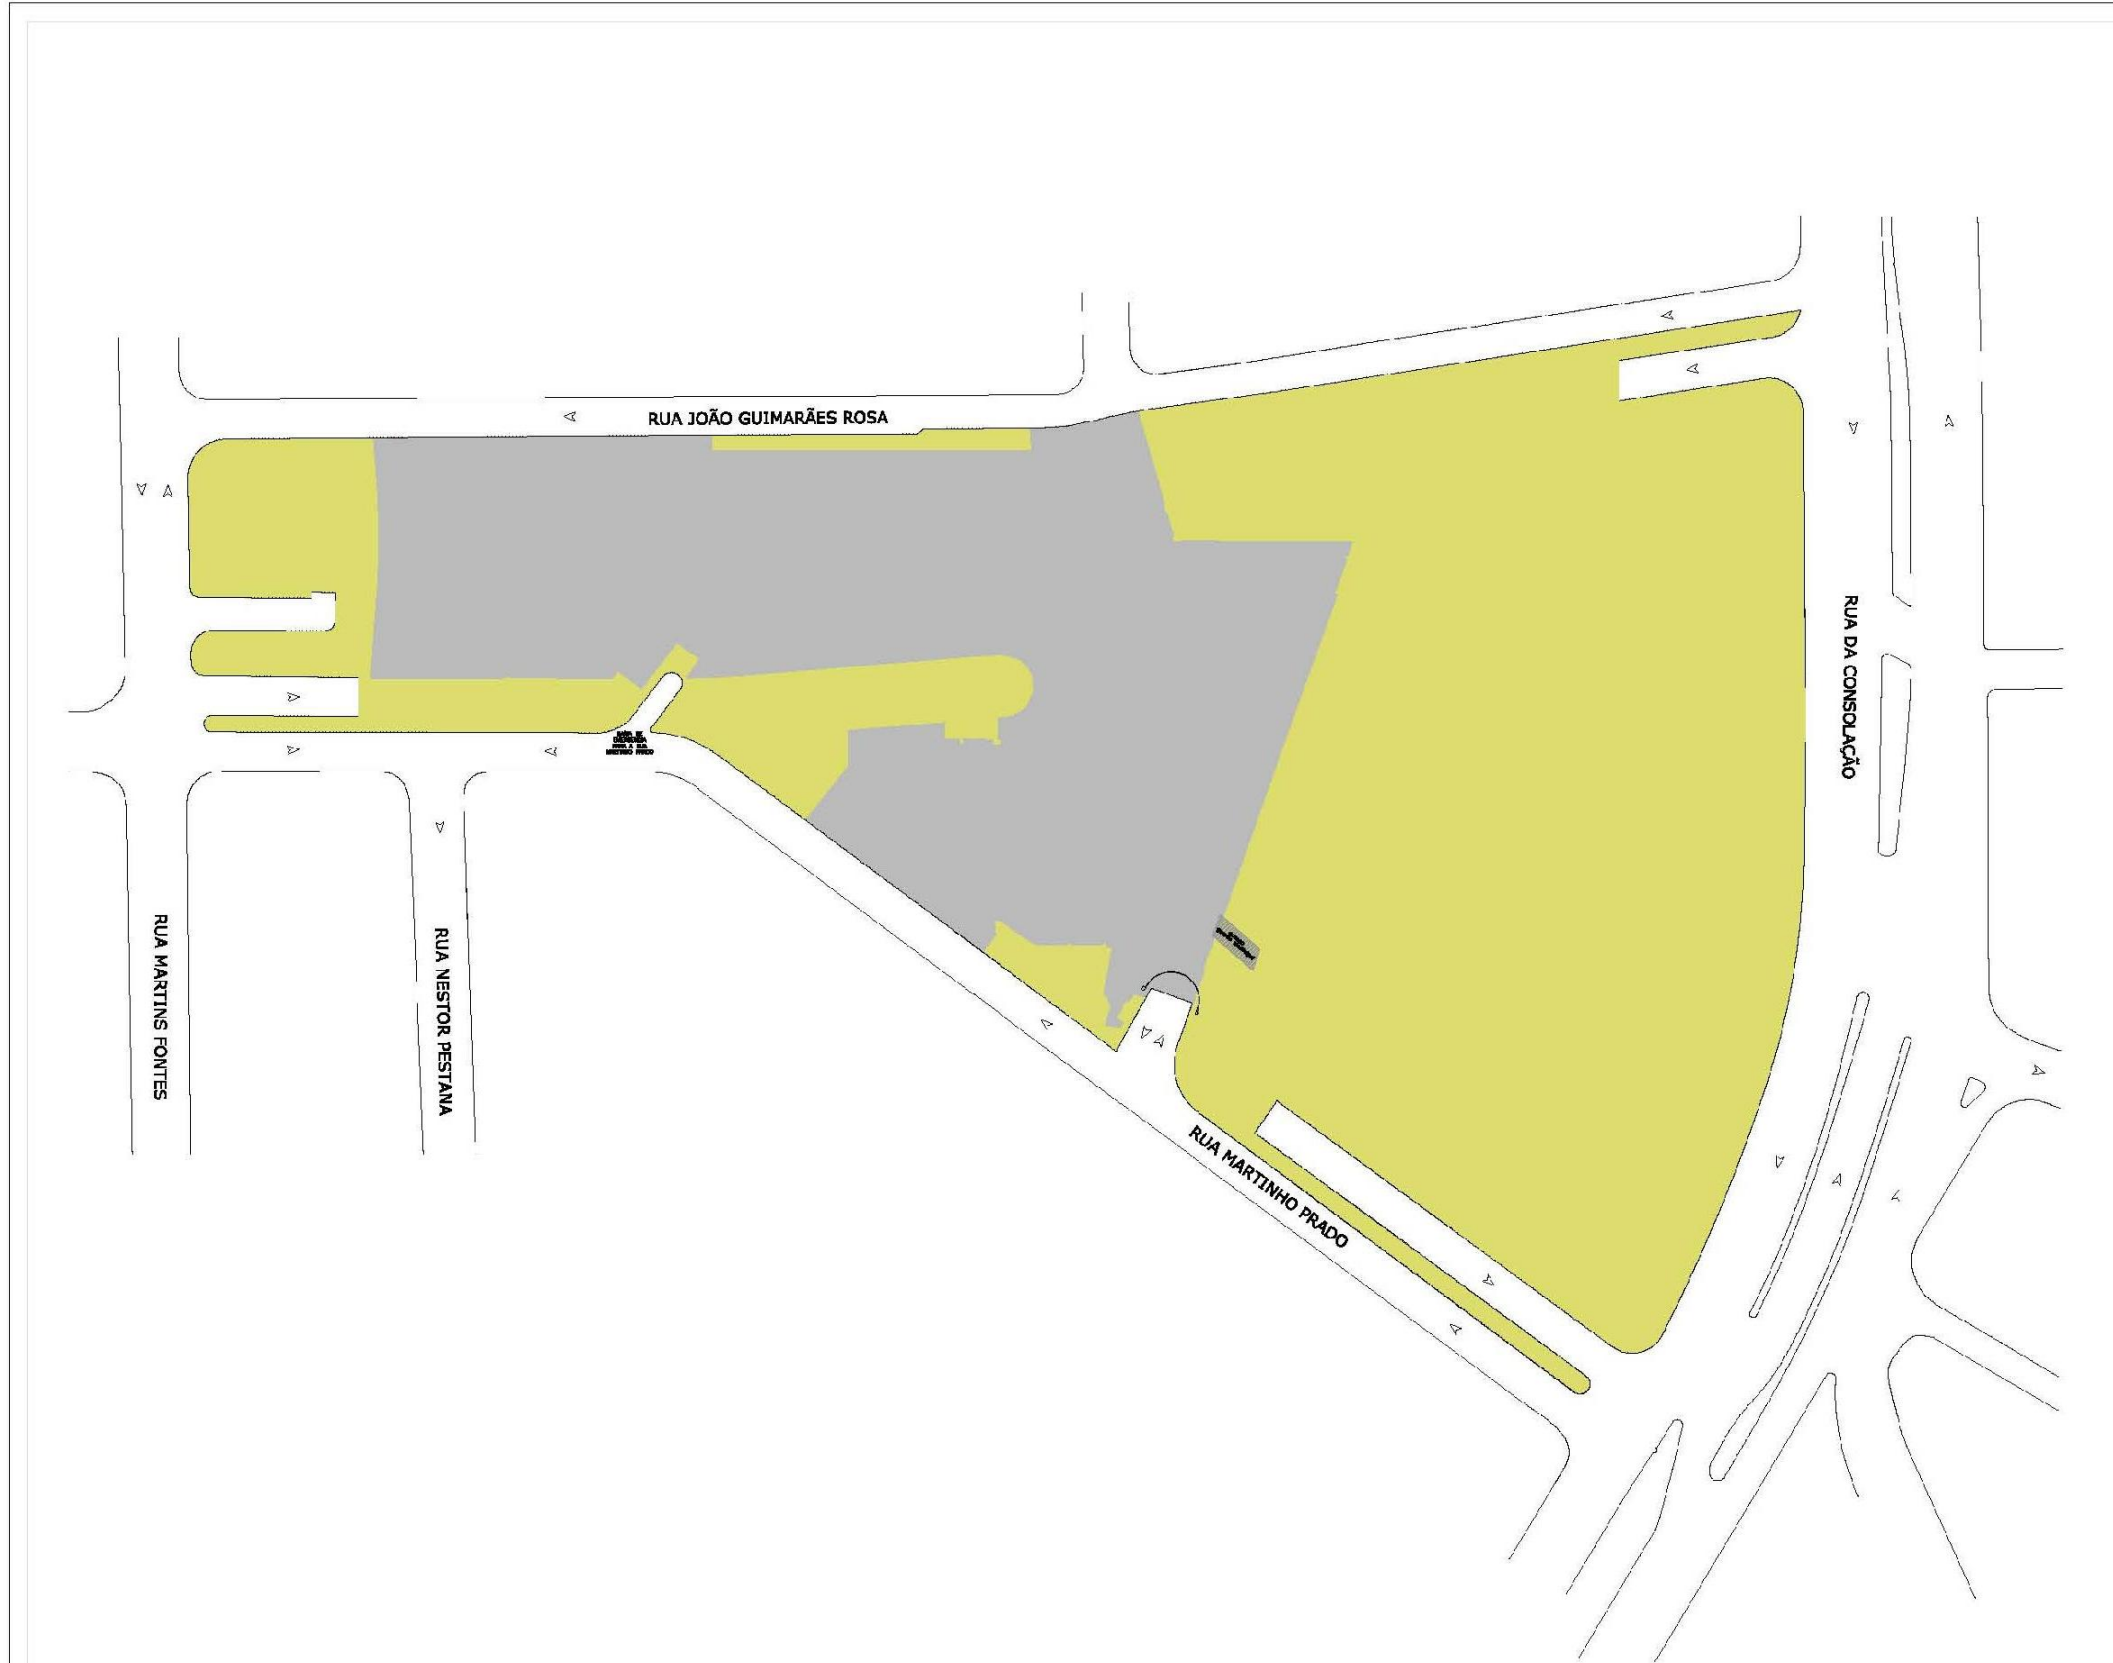 RUA JOÃO GUIMARÃES ROSA
RUA DA CONSOLAÇÃO
RUA MARTINS FONTES
RUA NESTOR PESTANA
RUA MARTINHO PRADO